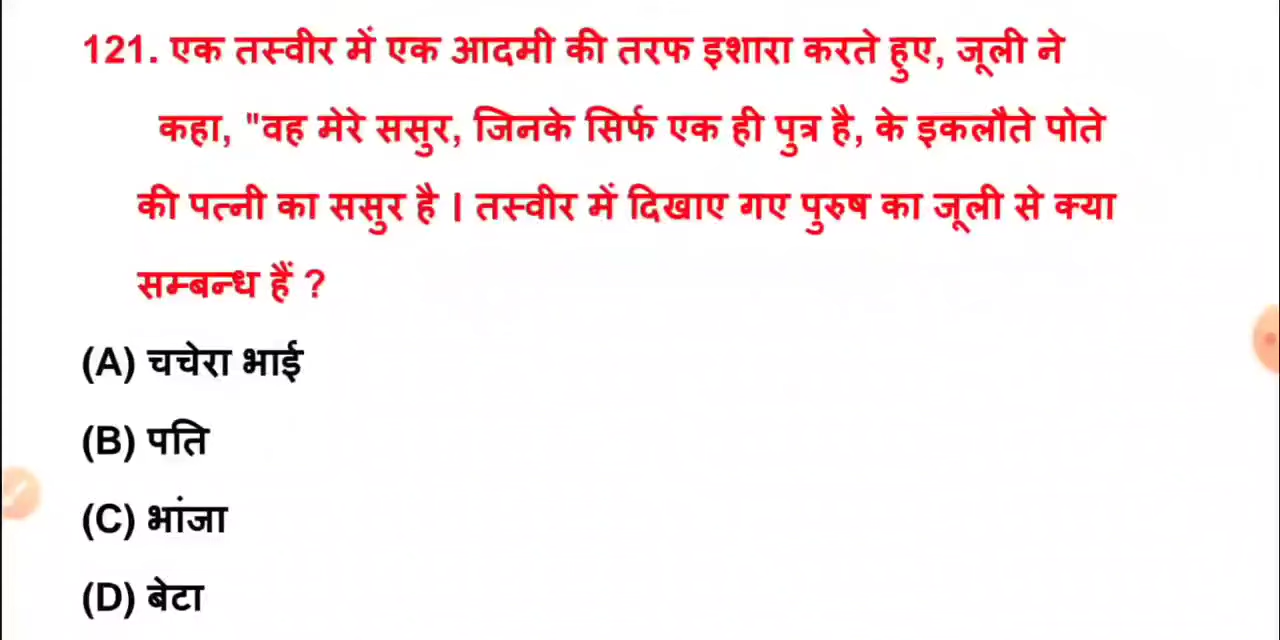 121. एक तस्वीर में एक आदमी की तरफ इशारा करते हुए, जूली ने
कहा, "वह मेरे ससुर, जिनके सिर्फ एक ही पुत्र है, के इकलौते पोते
की पत्नी का ससुर है । तस्वीर में दिखाए गए पुरुष का जूली से क्या
सम्बन्ध हैं ?
(A) चचेरा भाई
(B) पति
(C) भांजा
(D) बेटा